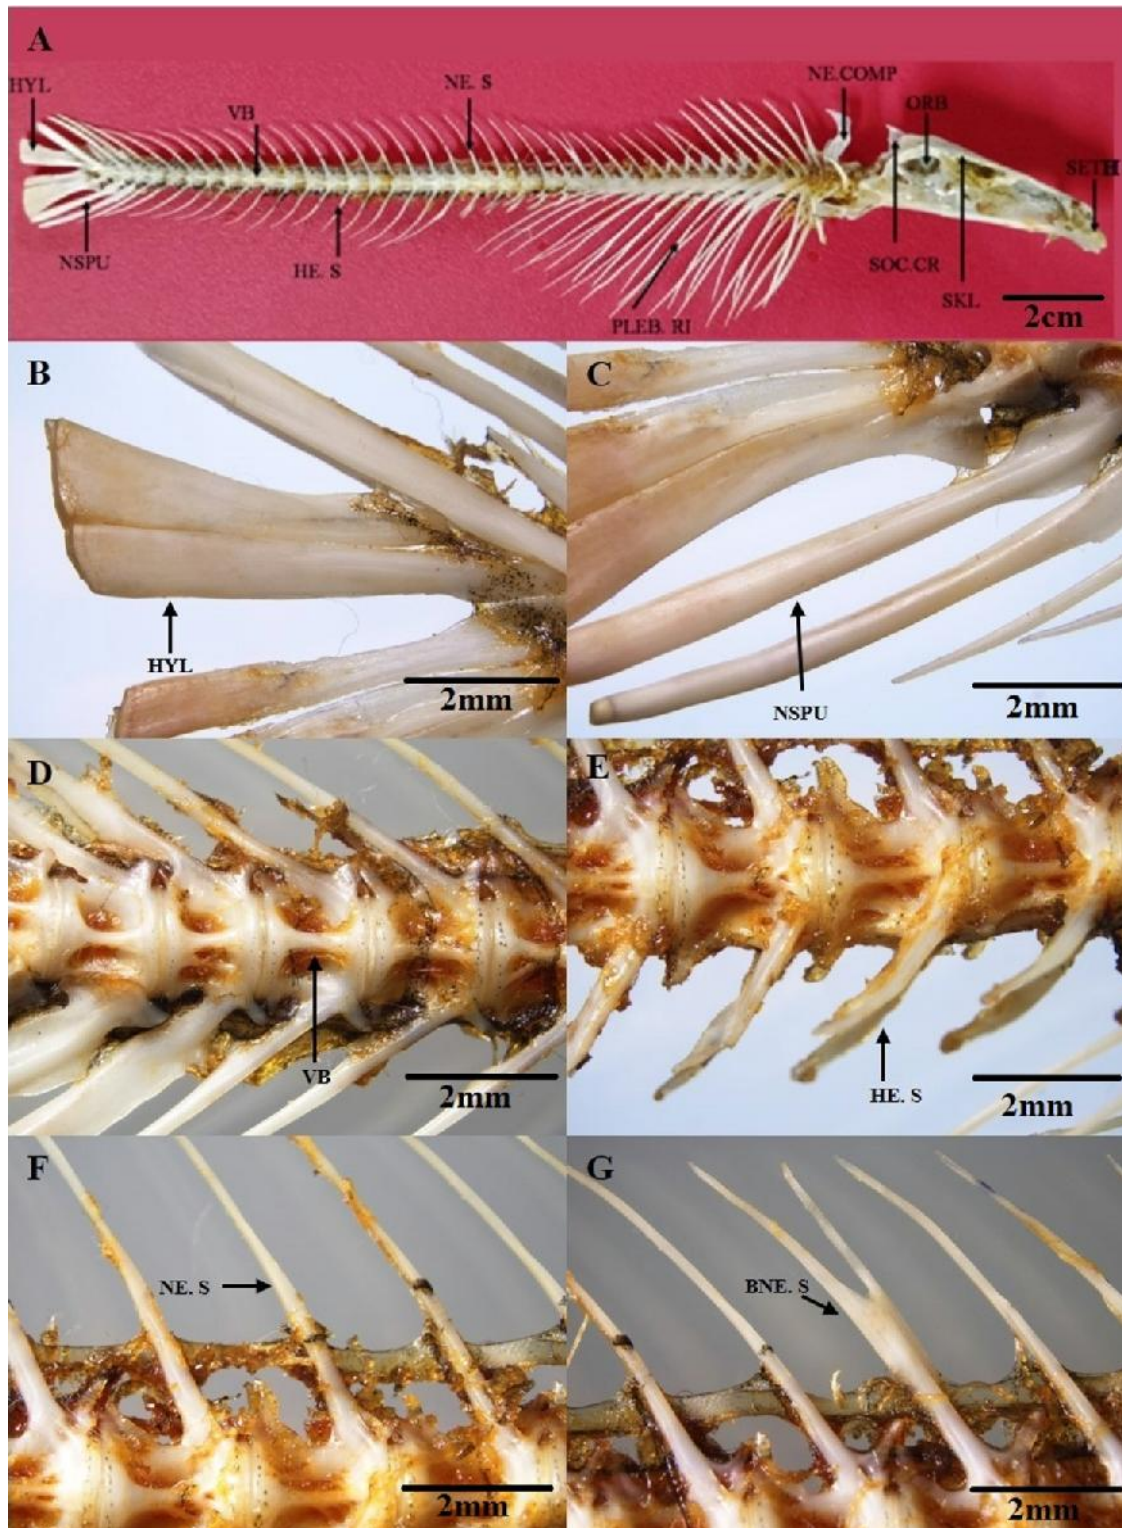 A
HYL
VB
NE. S
NE.COMP
ORB
SETH
NSPU
HE. S
PLEB. RI
SOC.CR
SKL
2cm
B
HYL
2mm
C
NSPU
2mm
D
VB
2mm
E
HE. S
2mm
F
NE. S
2mm
G
BNE. S
2mm